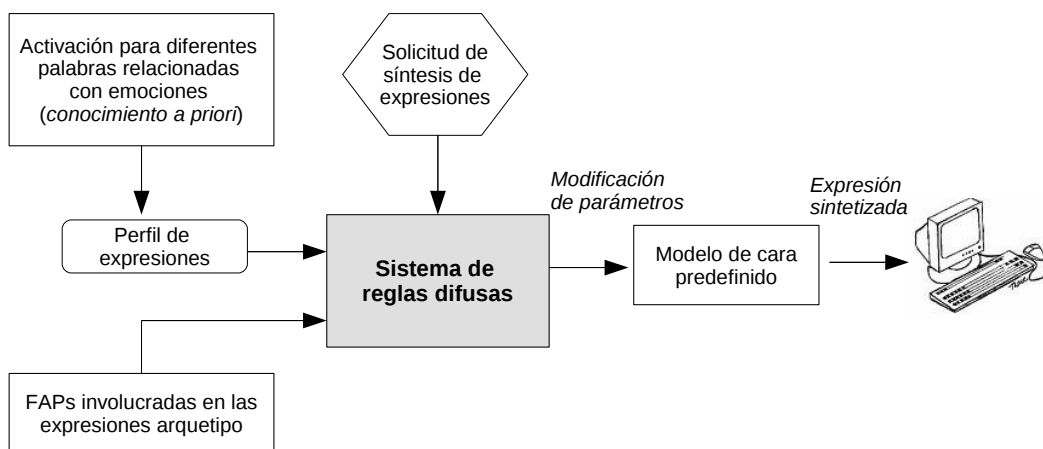 Activación para diferentes
palabras relacionadas
con emociones
(conocimiento a priori)
Solicitud de
síntesis de
expresiones
Perfil de
expresiones
Sistema de
reglas difusas
Modificación
de parámetros
Modelo de cara
predefinido
Expresión
sintetizada
FAPs involucradas en las
expresiones arquetipo